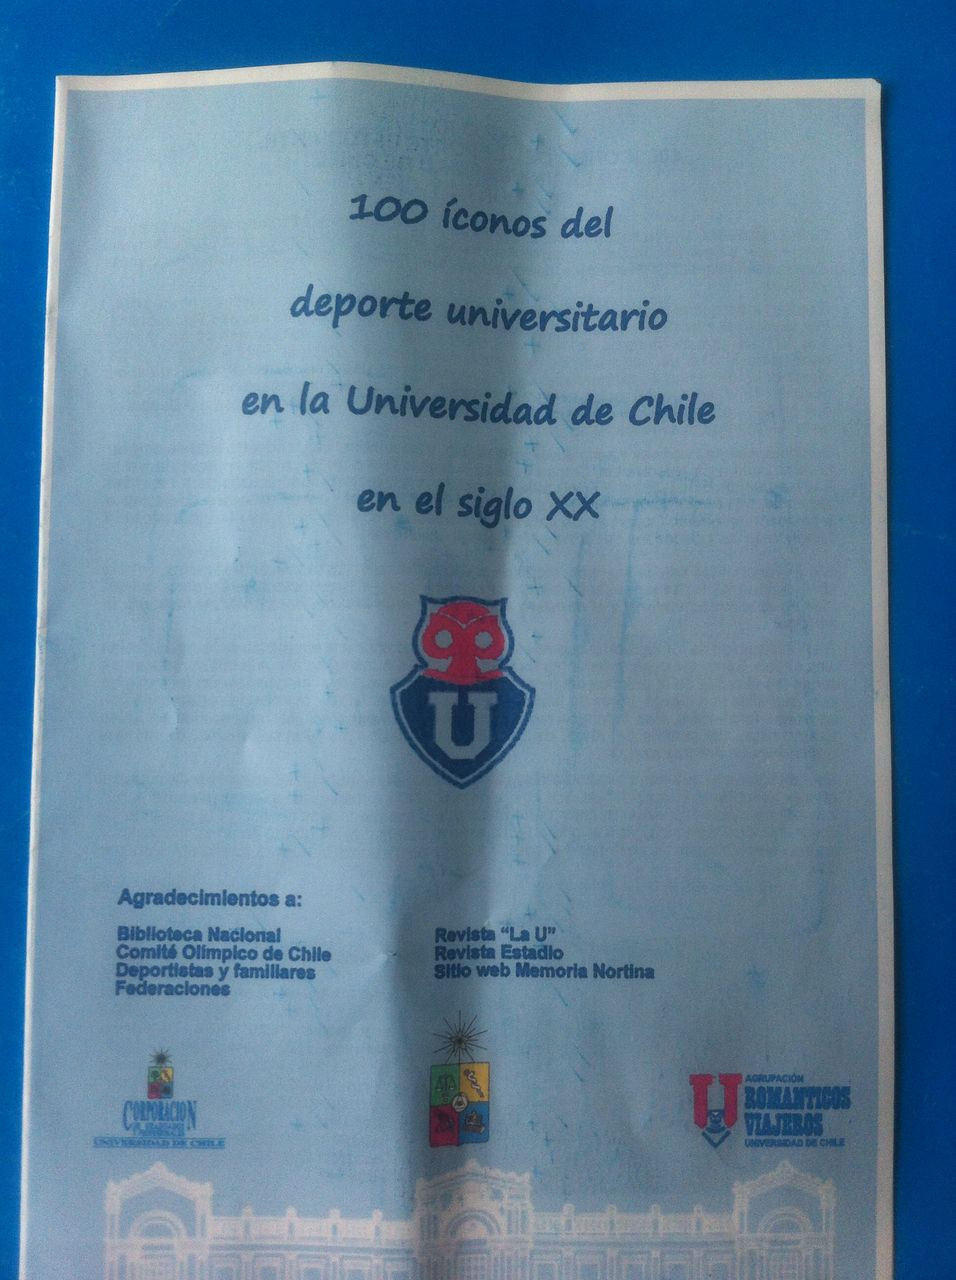 100 íconos del
deporte universitario
en la Universidad de Chile
en el siglo XX
U
Agradecimientos a:
Biblioteca Nacional
Comité Olímpico de Chile
Deportistas y familiares
Federaciones
Revista "La U"
Revista Estadio
Sitio web Memoria Nortina
CORPORACION
UNIVERSIDAD DE CHILE
U
AGRUPACIÓN
ROMANTICOS
VIAJEROS
UNIVERSIDAD DE CHILE